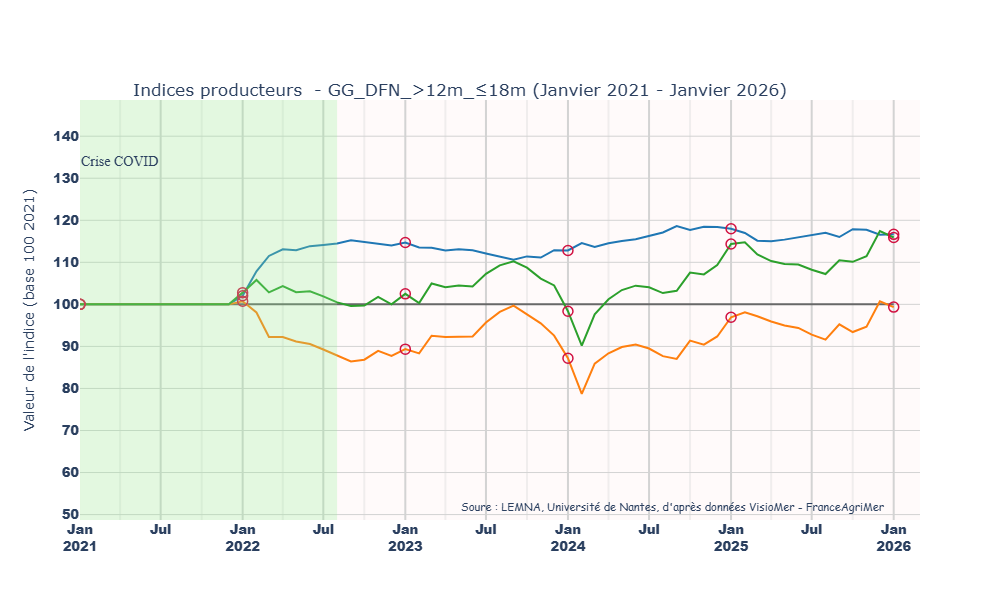 Indices producteurs - GG_DFN_>12m_≤18m (Janvier 2021 - Janvier 2026)
Valeur de l'indice (base 100 2021)
140
Crise COVID
130
120
110
100
90
80
70
60
50
Soure : LEMNA, Université de Nantes, d'après données VisioMer - FranceAgriMer
Jan Jul Jan Jul Jan Jul Jan Jul Jan Jul Jan
2021 2022 2023 2024 2025 2026